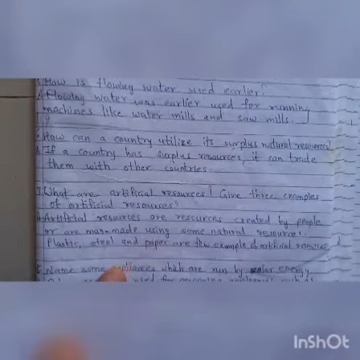 How is flowing water used earlier?
Flowing water was earlier used for running
machines like water mills and saw mills.
How can a country utilize its surplus natural resources?
If a country has surplus resources, it can trade
them with other countries.
What are artificial resources? Give three examples
of artificial resources?
Artificial resources are resources created by people
or are man-made using some natural resources.
Plastic, steel and paper are few example of artificial resources
Name some appliances which are run by solar energy.
used for
InShot